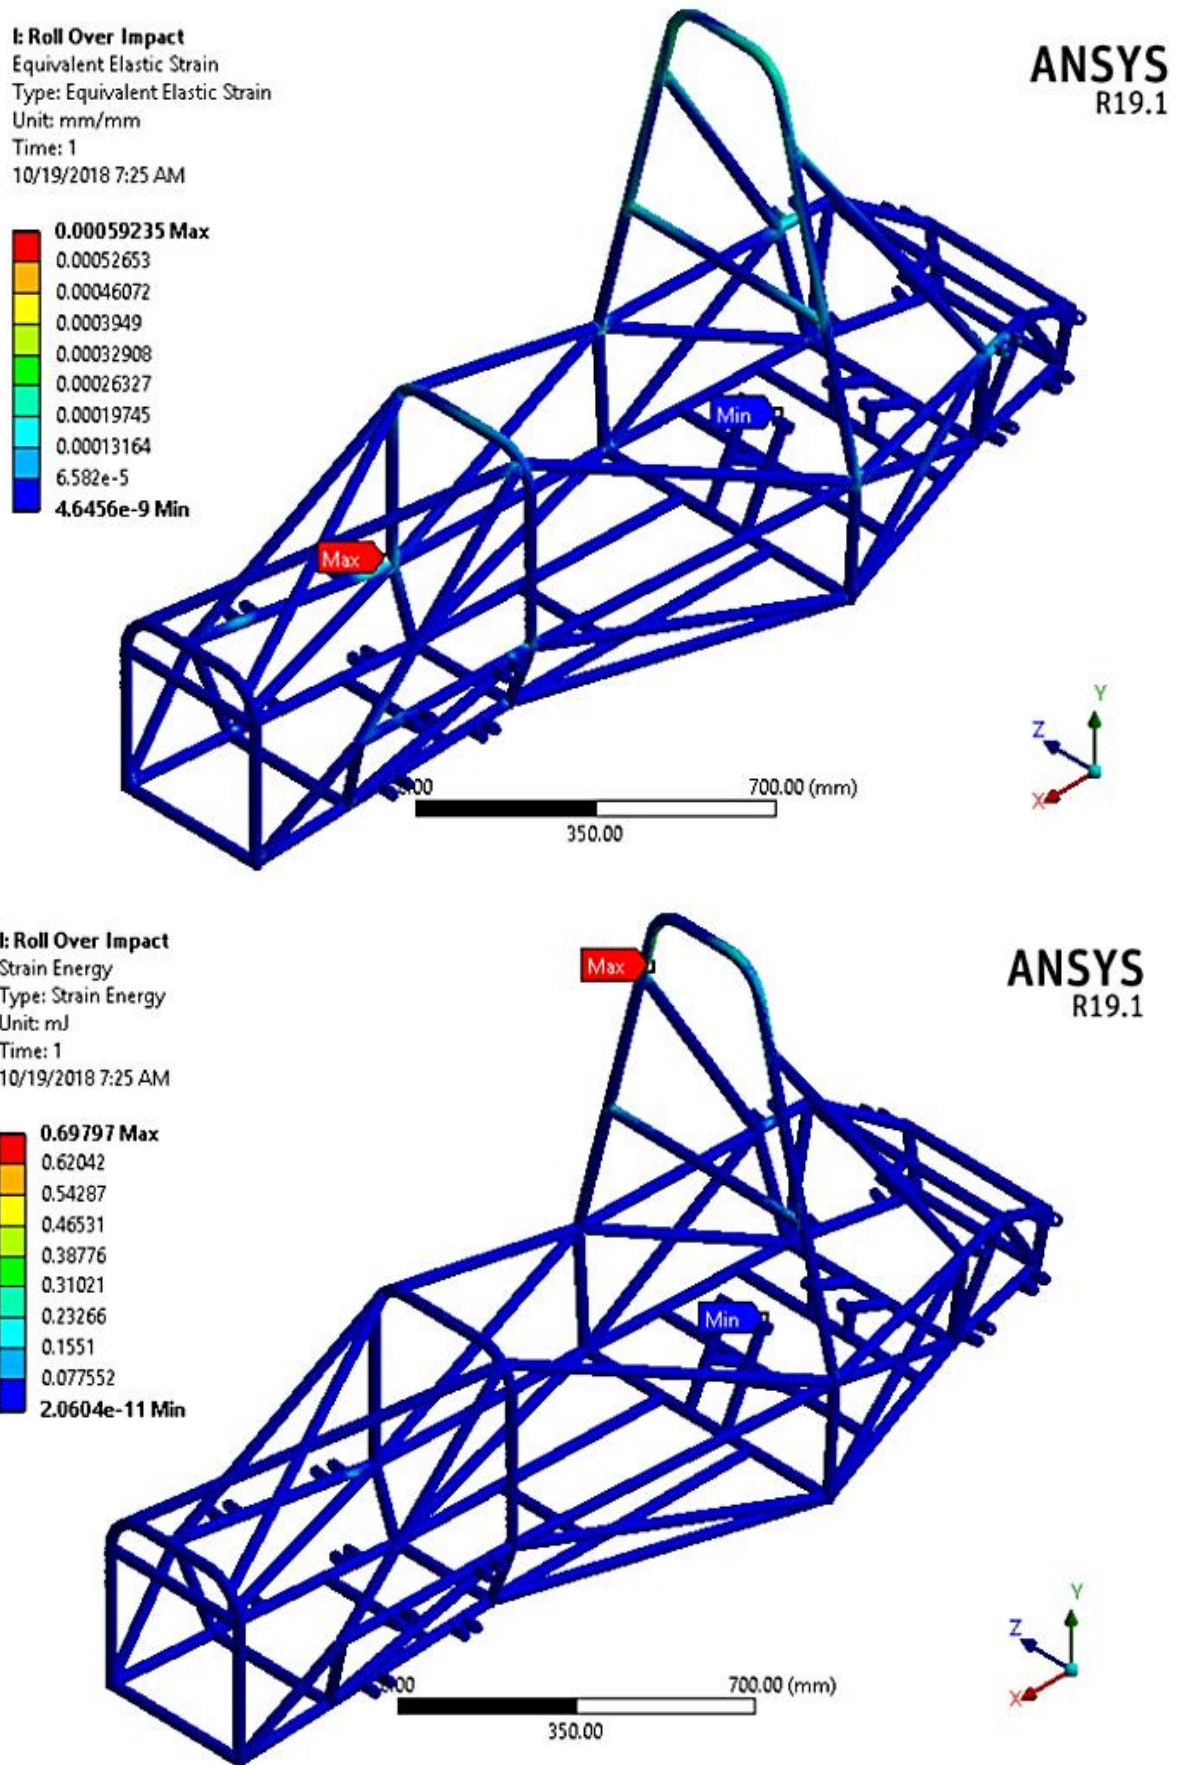 I: Roll Over Impact
Equivalent Elastic Strain
Type: Equivalent Elastic Strain
Unit: mm/mm
Time: 1
10/19/2018 7:25 AM
ANSYS
R19.1
0.00059235 Max
0.00052653
0.00046072
0.0003949
0.00032908
0.00026327
0.00019745
0.00013164
6.582e-5
4.6456e-9 Min
Min
Max
Y
Z
X
700.00 (mm)
350.00
I: Roll Over Impact
Strain Energy
Type: Strain Energy
Unit: mJ
Time: 1
10/19/2018 7:25 AM
Max
ANSYS
R19.1
0.69797 Max
0.62042
0.54287
0.46531
0.38776
0.31021
0.23266
0.1551
0.077552
2.0604e-11 Min
Min
Y
Z
X
700.00 (mm)
350.00